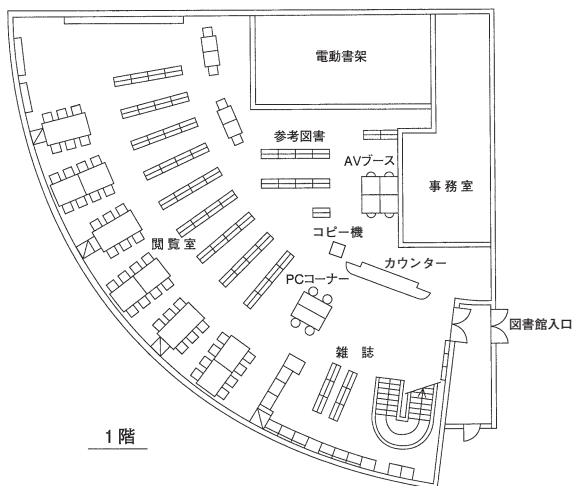 電動書架
参考図書
AVブース
事務室
コピー機
閲覧室
カウンター
PCコーナー
図書館入口
雑誌
1階